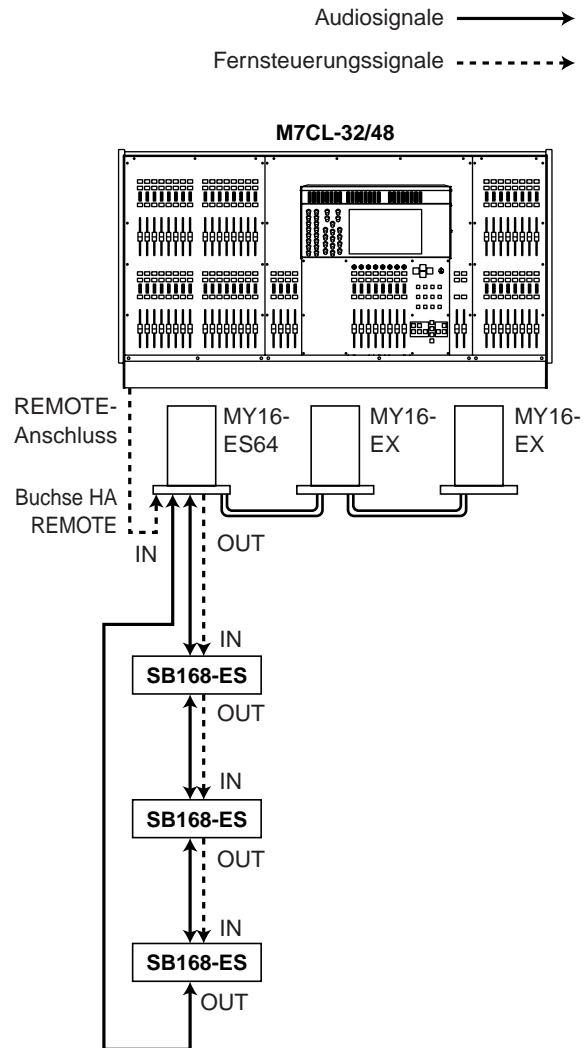 Audiosignale
Fernsteuerungssignale
M7CL-32/48
REMOTE-
Anschluss
MY16-
ES64
MY16-
EX
MY16-
EX
Buchse HA
REMOTE
IN
OUT
IN
SB168-ES
OUT
IN
SB168-ES
OUT
IN
SB168-ES
OUT